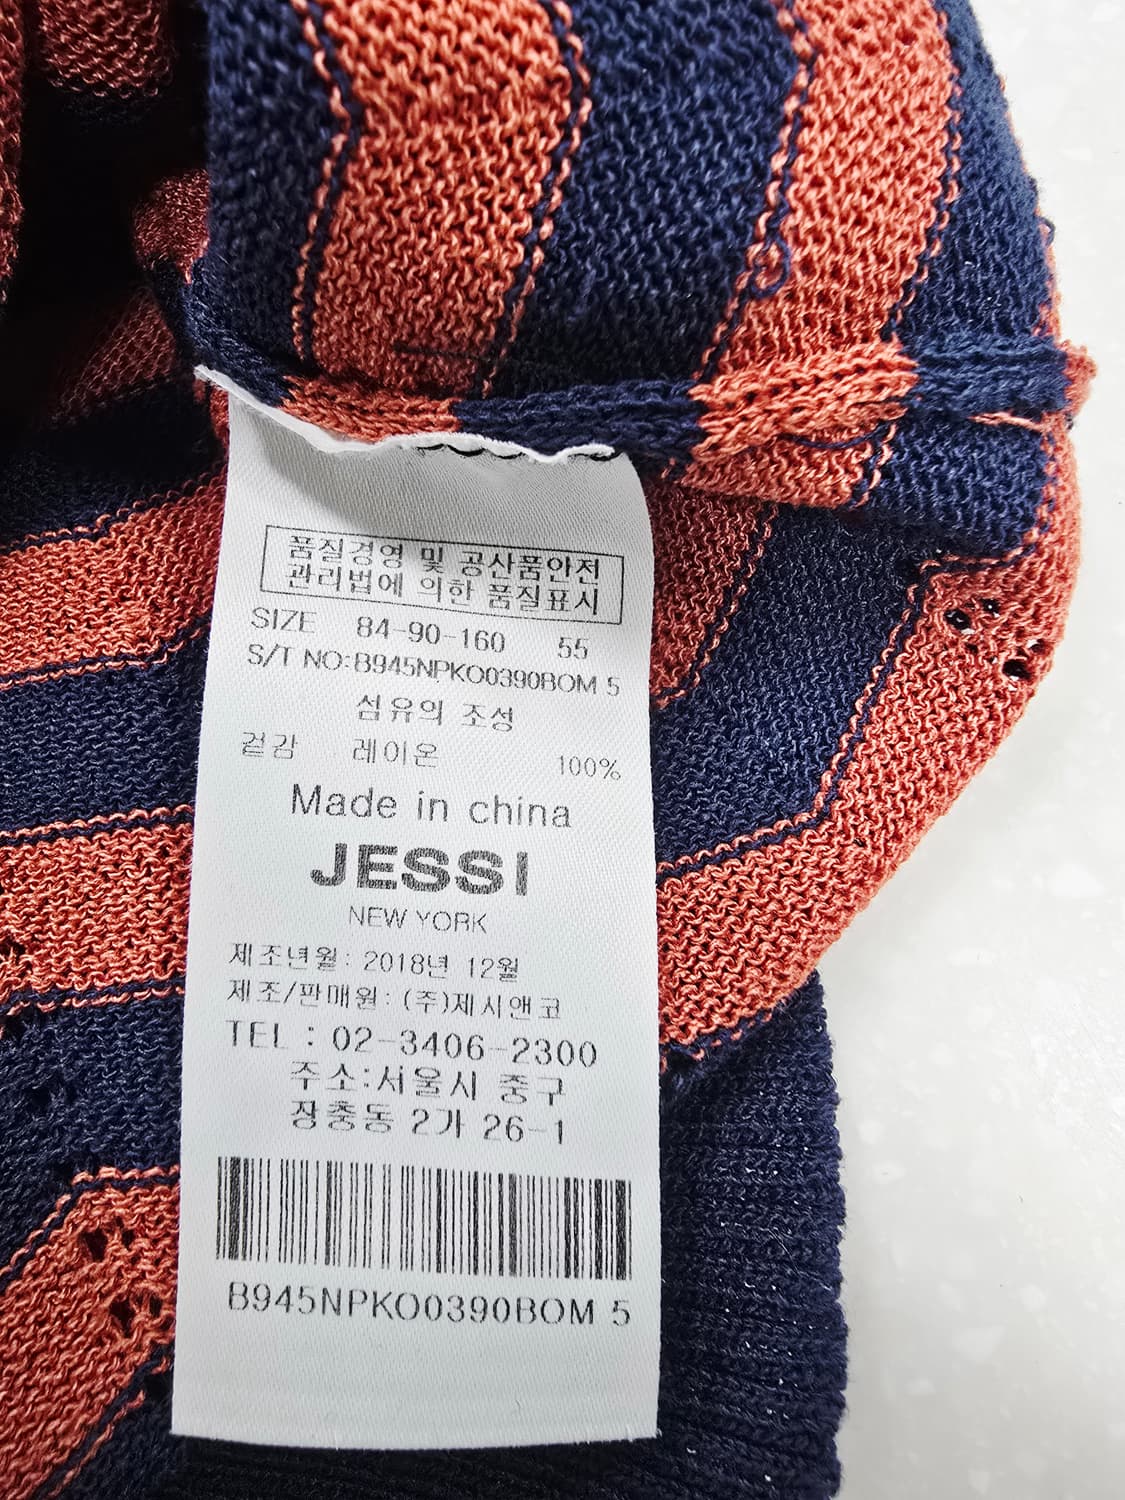 품질경영 및 공산품안전
관리법에 의한 품질표시
SIZE 84-90-160 55
S/T NO:B945NPKO0390BOM 5
섬유의 조성
겉감 레이온 100%
Made in china
JESSI
NEW YORK
제조년월: 2018년 12월
제조/판매원: (주)제시앤코
TEL : 02-3406-2300
주소:서울시 중구
장충동 2가 26-1
B945NPKO0390BOM 5